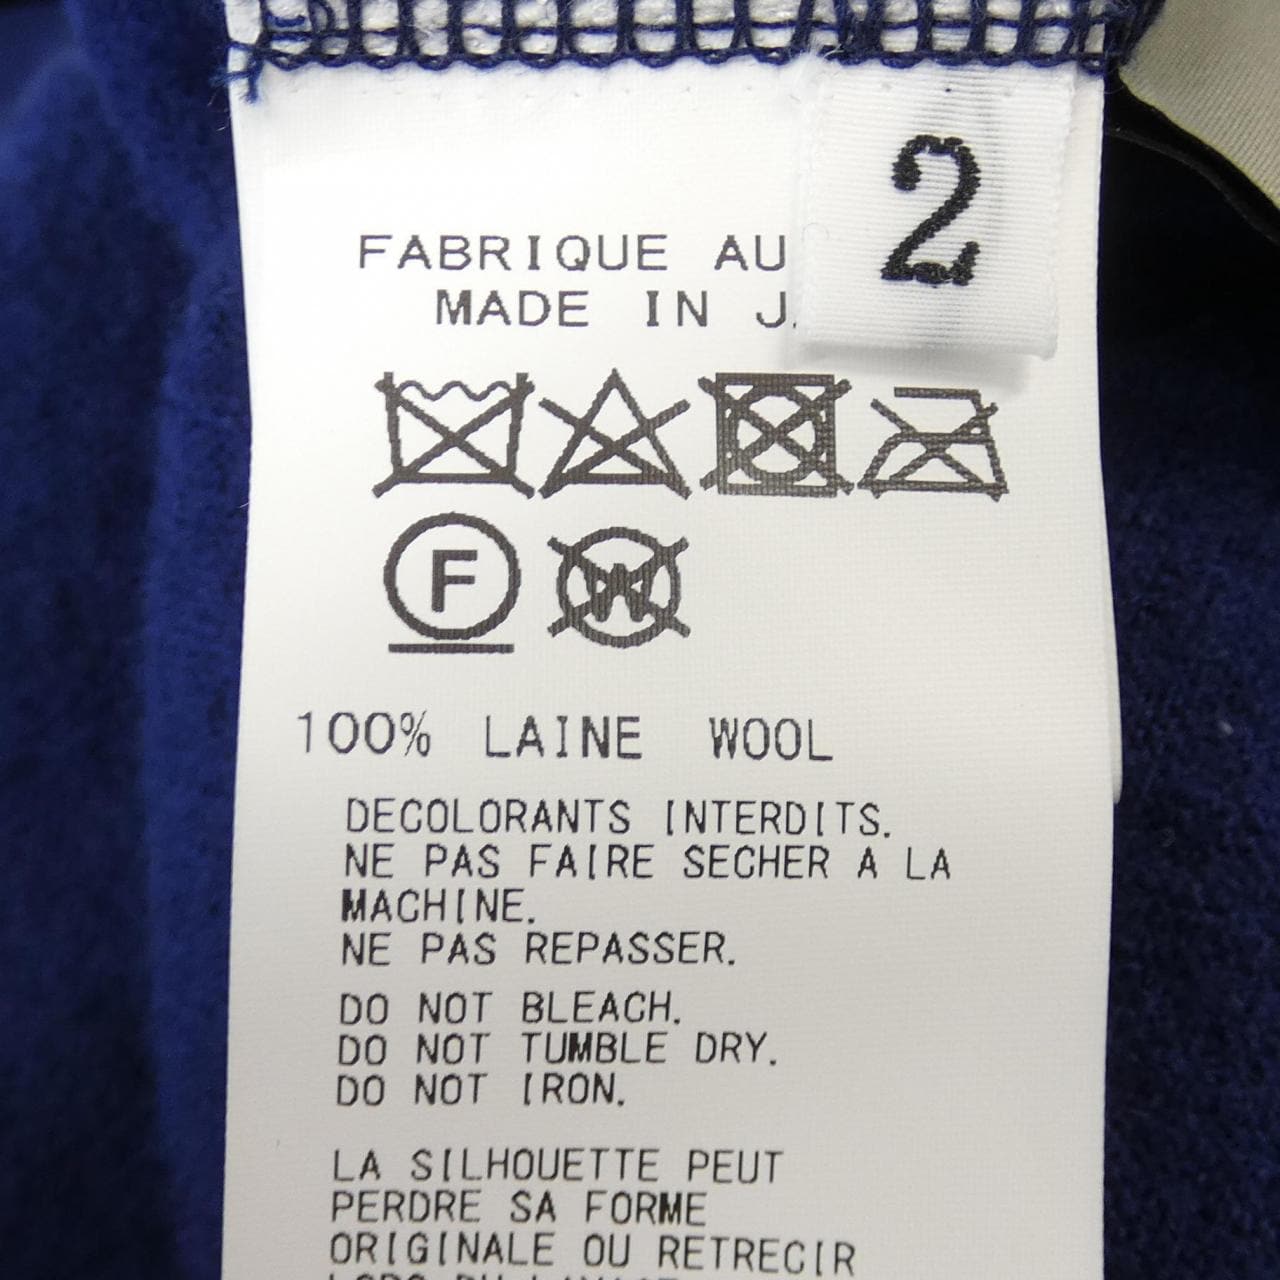 2
FABRIQUE AU
MADE IN J
F
W
100% LAINE WOOL
DECOLORANTS INTERDITS.
NE PAS FAIRE SECHER A LA
MACHINE.
NE PAS REPASSER.
DO NOT BLEACH.
DO NOT TUMBLE DRY.
DO NOT IRON.
LA SILHOUETTE PEUT
PERDRE SA FORME
ORIGINALE OU RETRECIR